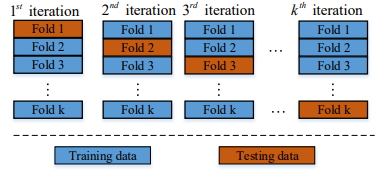 1st iteration 2nd iteration 3rd iteration kth iteration
Fold 1 Fold 1 Fold 1 Fold 1
Fold 2 Fold 2 Fold 2 ... Fold 2
Fold 3 Fold 3 Fold 3 Fold 3
⋮ ⋮ ⋮ ⋮
Fold k Fold k Fold k ... Fold k
Training data Testing data